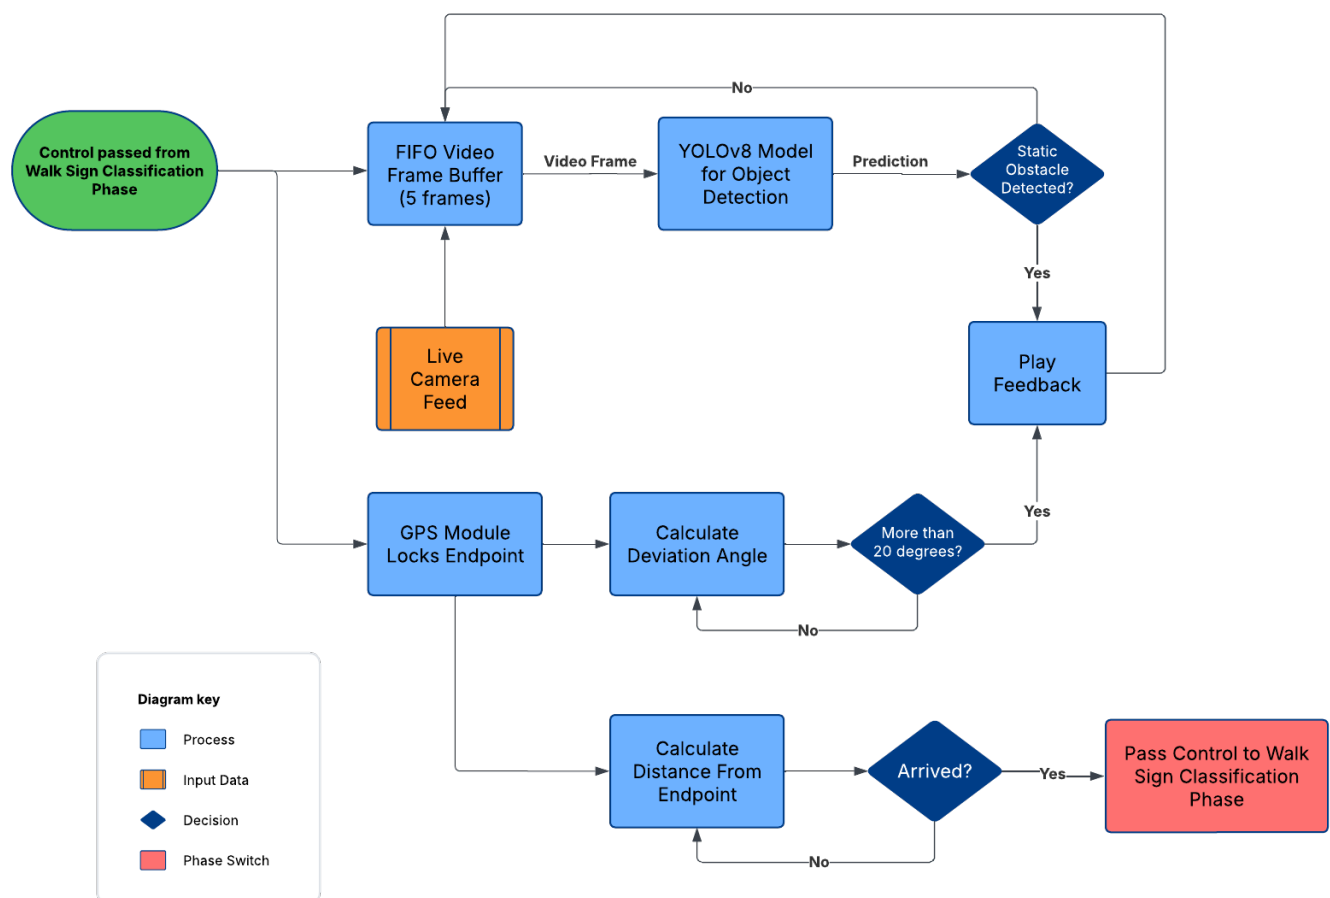 No
Control passed from
Walk Sign Classification
Phase
FIFO Video
Frame Buffer
(5 frames)
Video Frame
YOLOv8 Model
for Object
Detection
Prediction
Static
Obstacle
Detected?
Yes
Live
Camera
Feed
Play
Feedback
GPS Module
Locks Endpoint
Calculate
Deviation Angle
More than
20 degrees?
Yes
No
Calculate
Distance From
Endpoint
Arrived?
Yes
Pass Control to Walk
Sign Classification
Phase
No
Diagram key
Process
Input Data
Decision
Phase Switch